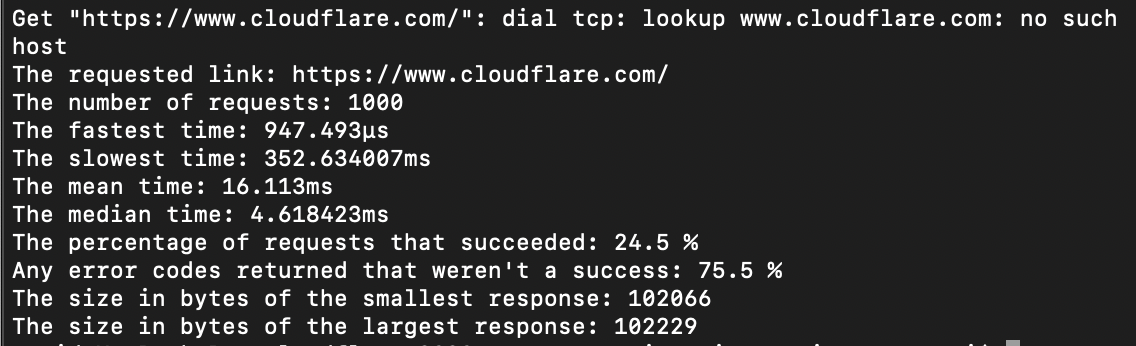 Get "https://www.cloudflare.com/": dial tcp: lookup www.cloudflare.com: no such
host
The requested link: https://www.cloudflare.com/
The number of requests: 1000
The fastest time: 947.493µs
The slowest time: 352.634007ms
The mean time: 16.113ms
The median time: 4.618423ms
The percentage of requests that succeeded: 24.5 %
Any error codes returned that weren't a success: 75.5 %
The size in bytes of the smallest response: 102066
The size in bytes of the largest response: 102229